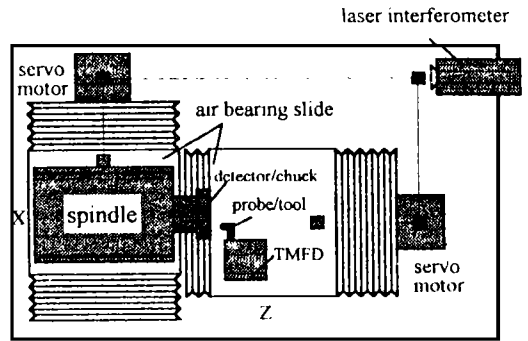 laser interferometer
servo
motor
air bearing slide
detector/chuck
probe/tool
X
spindle
TMFD
servo
motor
Z